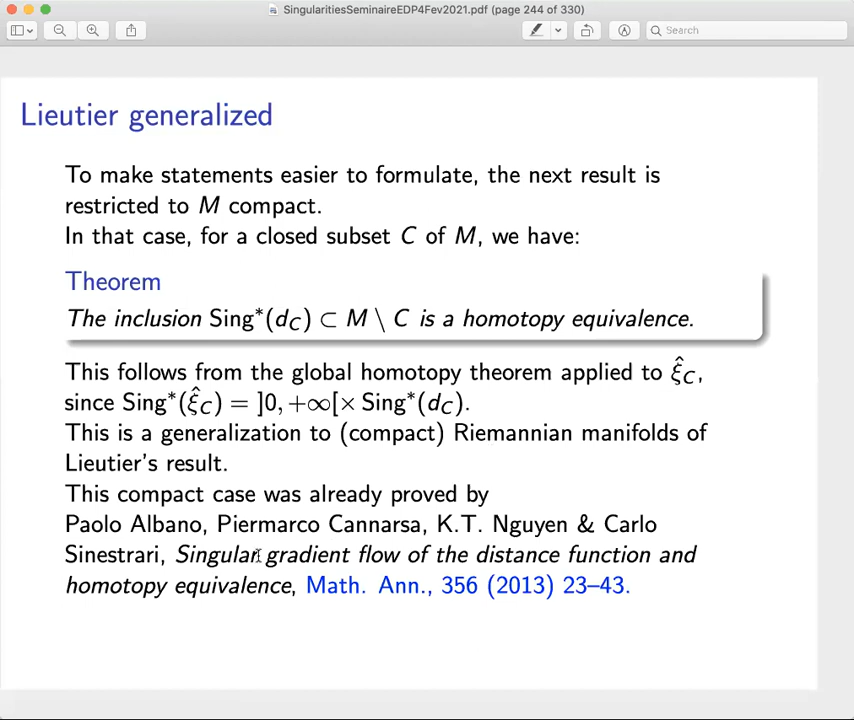 SingularitiesSeminaireEDP4Fev2021.pdf (page 244 of 330)
Search
Lieutier generalized
To make statements easier to formulate, the next result is
restricted to M compact.
In that case, for a closed subset C of M, we have:
Theorem
The inclusion Sing*(d_C) ⊂ M \ C is a homotopy equivalence.
This follows from the global homotopy theorem applied to ξ̂_C,
since Sing*(ξ̂_C) = ]0, +∞[× Sing*(d_C).
This is a generalization to (compact) Riemannian manifolds of
Lieutier's result.
This compact case was already proved by
Paolo Albano, Piermarco Cannarsa, K.T. Nguyen & Carlo
Sinestrari, Singular gradient flow of the distance function and
homotopy equivalence, Math. Ann., 356 (2013) 23–43.